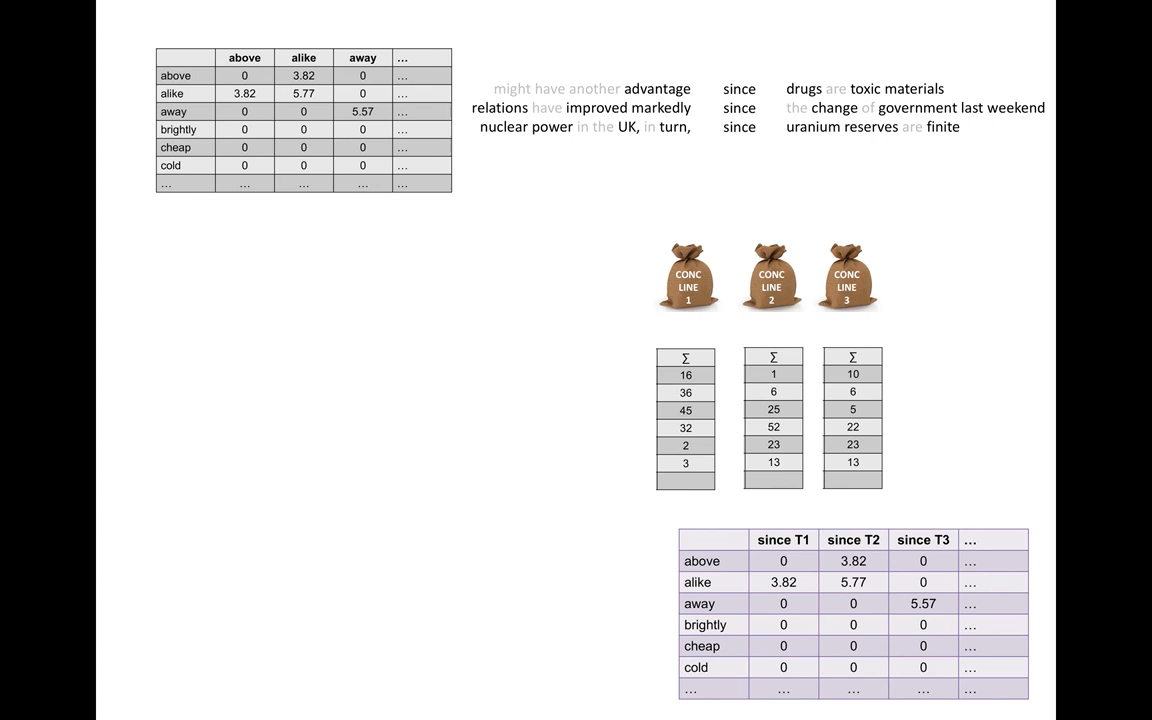 above alike away …
above 0 3.82 0 …
alike 3.82 5.77 0 …
away 0 0 5.57 …
brightly 0 0 0 …
cheap 0 0 0 …
cold 0 0 0 …
… … … … …
might have another advantage since drugs are toxic materials
relations have improved markedly since the change of government last weekend
nuclear power in the UK, in turn, since uranium reserves are finite
CONC LINE 1
CONC LINE 2
CONC LINE 3
Σ Σ Σ
16 1 10
36 6 6
45 25 5
32 52 22
2 23 23
3 13 13
since T1 since T2 since T3 …
above 0 3.82 0 …
alike 3.82 5.77 0 …
away 0 0 5.57 …
brightly 0 0 0 …
cheap 0 0 0 …
cold 0 0 0 …
… … … … …